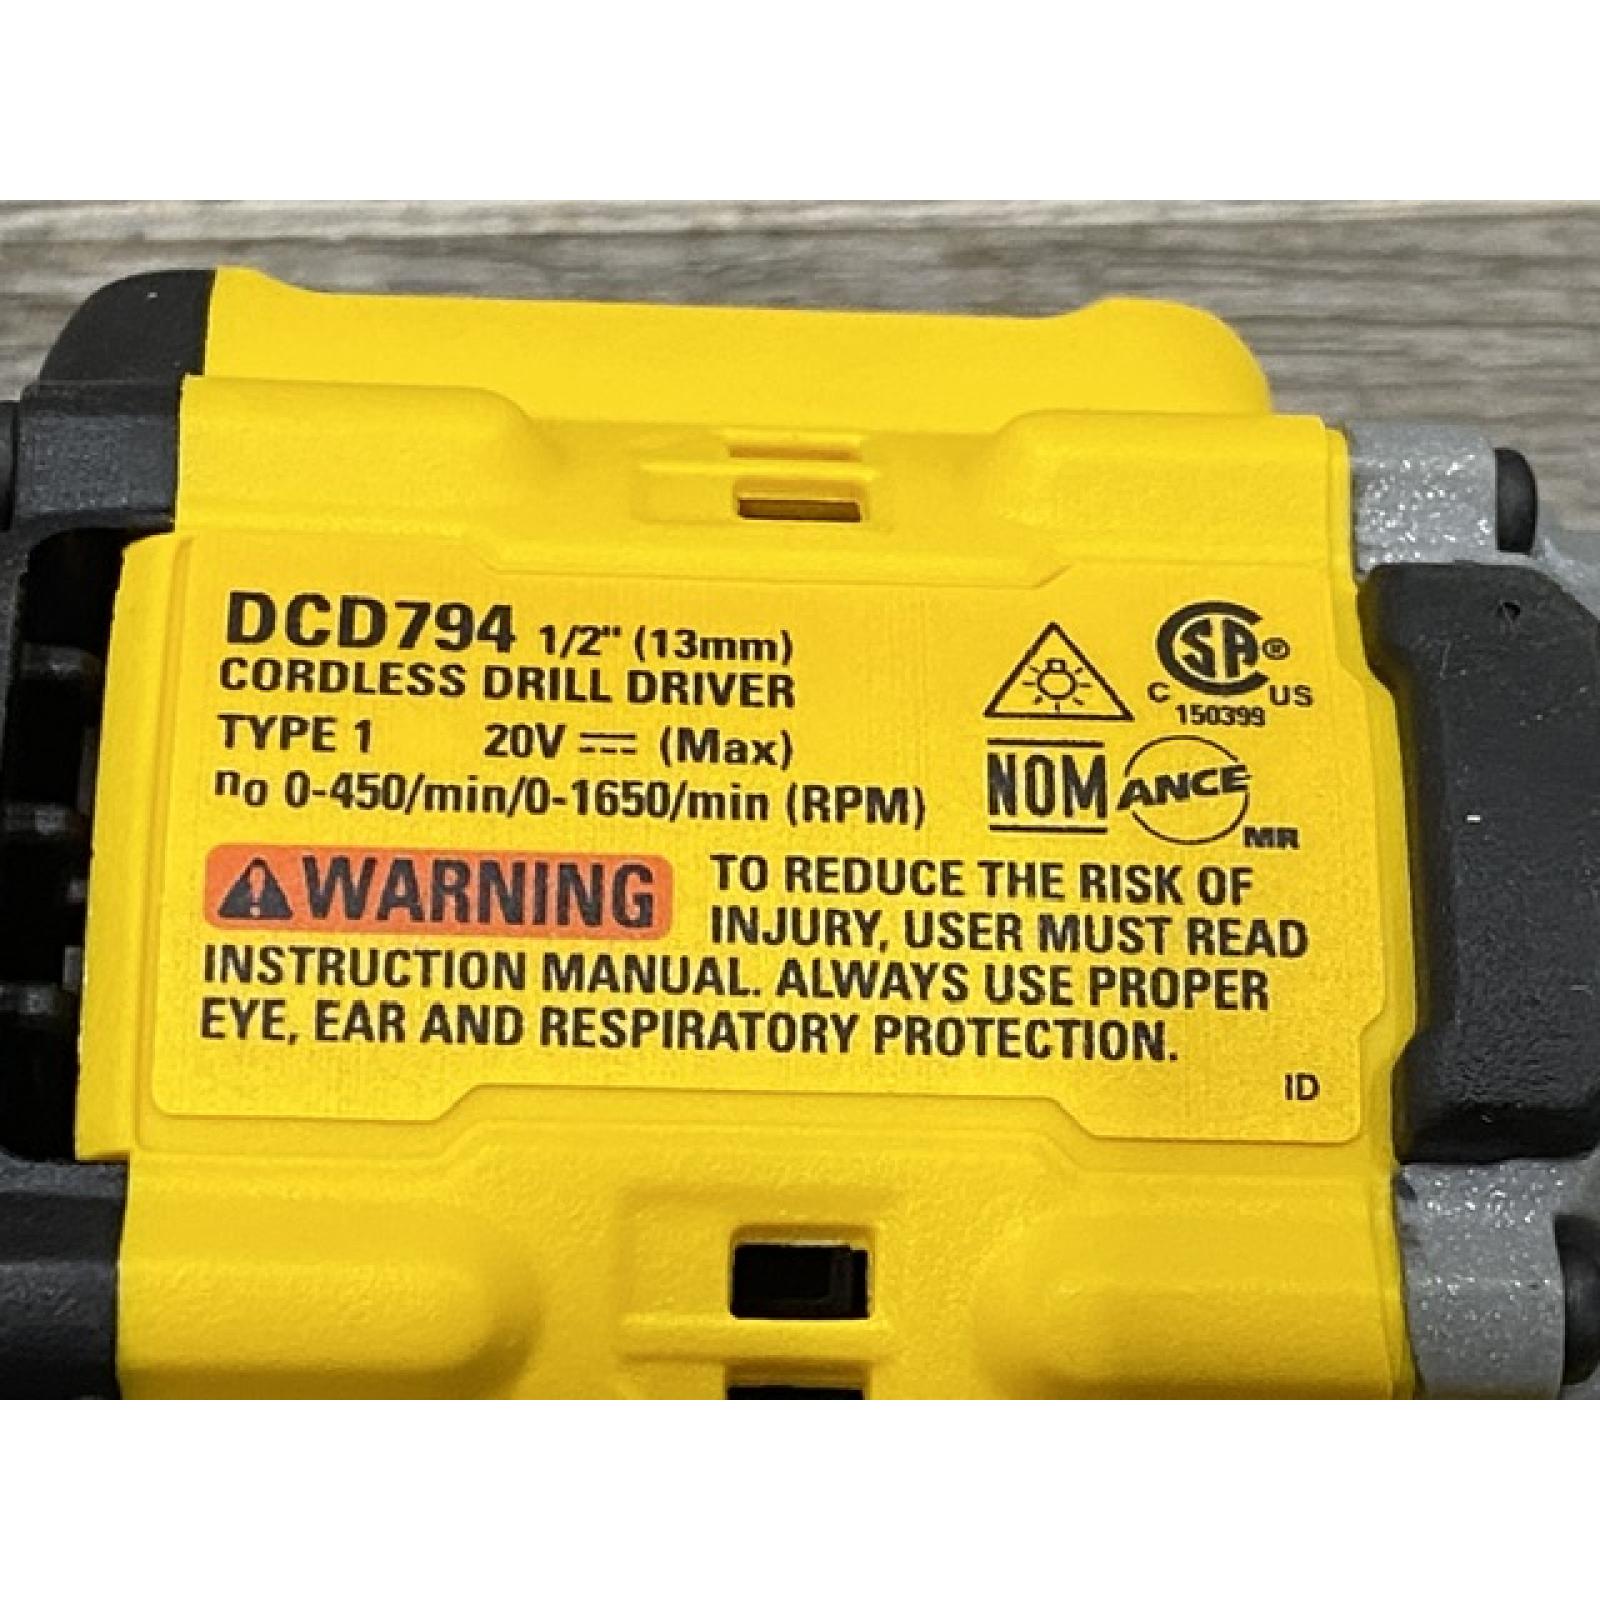 DCD794 1/2" (13mm)
CORDLESS DRILL DRIVER
TYPE 1 20V ⎓ (Max)
no 0-450/min/0-1650/min (RPM)
CSA®
C US
150399
NOM ANCE
MR
WARNING TO REDUCE THE RISK OF
INJURY, USER MUST READ
INSTRUCTION MANUAL. ALWAYS USE PROPER
EYE, EAR AND RESPIRATORY PROTECTION.
ID